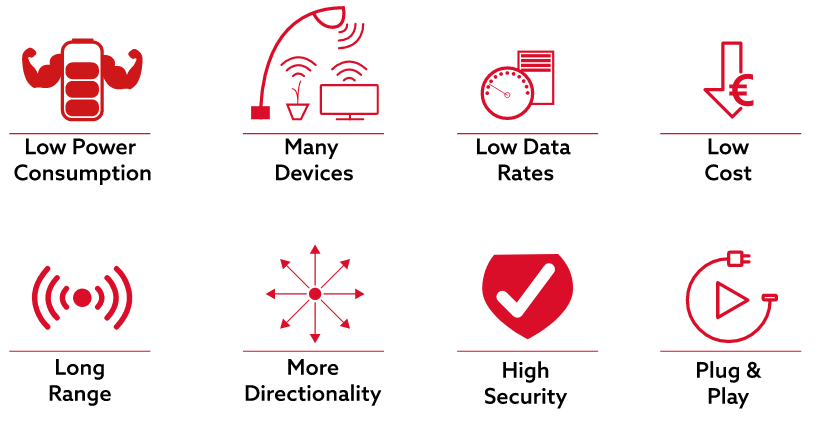 Low Power
Consumption
Many
Devices
Low Data
Rates
€
Low
Cost
Long
Range
More
Directionality
High
Security
Plug &
Play